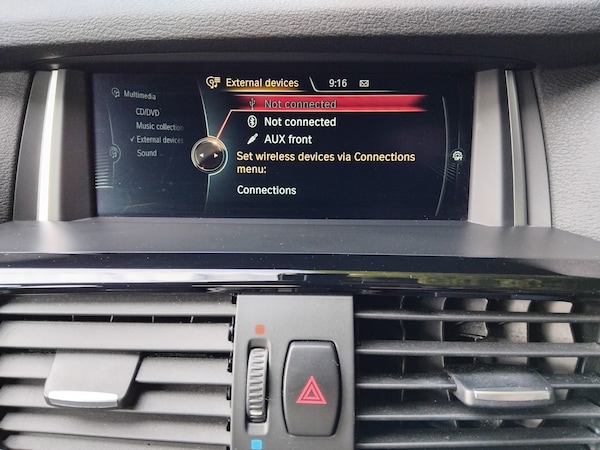 External devices 9:16
Multimedia
CD/DVD
Music collection
External devices
Sound
Not connected
Not connected
AUX front
Set wireless devices via Connections
menu:
Connections